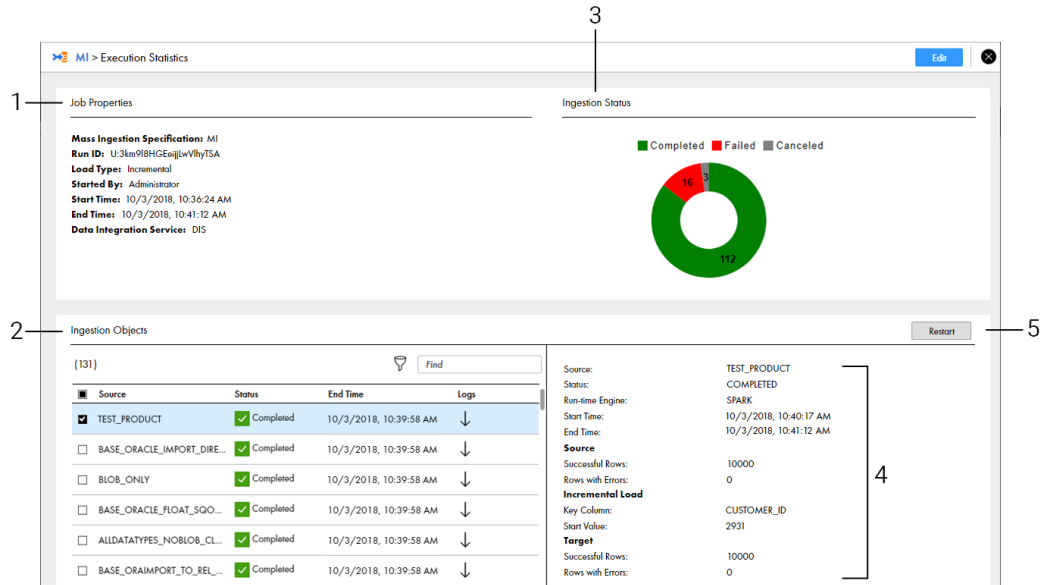 3
MI > Execution Statistics
Edit
1
Job Properties
Mass Ingestion Specification: MI
Load Type: Incremental
Started By: Administrator
Start Time: 10/3/2018, 10:36:24 AM
End Time: 10/3/2018, 10:41:12 AM
Data Integration Service: DIS
Ingestion Status
Completed Failed Canceled
16
3
112
2
Ingestion Objects
Restart
5
(131)
Find
Source Status End Time Logs
TEST_PRODUCT Completed 10/3/2018, 10:39:58 AM
BASE_ORACLE_IMPORT_DIRE... Completed 10/3/2018, 10:39:58 AM
BLOB_ONLY Completed 10/3/2018, 10:39:58 AM
BASE_ORACLE_FLOAT_SQO... Completed 10/3/2018, 10:39:58 AM
ALLDATATYPES_NOBLOB_CL... Completed 10/3/2018, 10:39:58 AM
BASE_ORAIMPORT_TO_REL_... Completed 10/3/2018, 10:39:58 AM
Source: TEST_PRODUCT
Status: COMPLETED
Run-time Engine: SPARK
Start Time: 10/3/2018, 10:40:17 AM
End Time: 10/3/2018, 10:41:12 AM
Source
Successful Rows: 10000
Rows with Errors: 0
Incremental Load
Key Column: CUSTOMER_ID
Start Value: 2931
Target
Successful Rows: 10000
Rows with Errors: 0
4